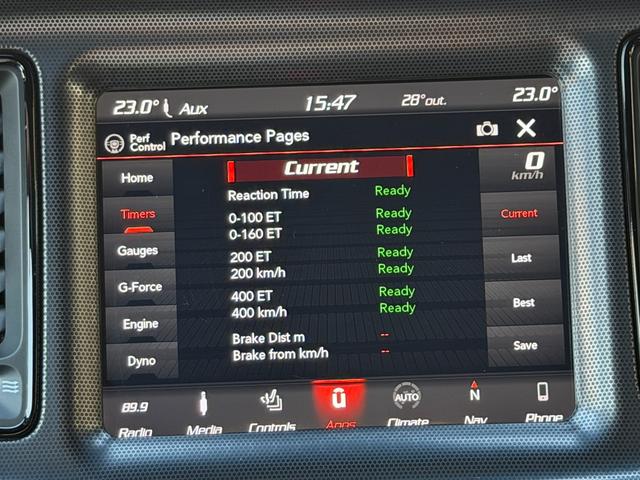 23.0° Aux 15:47 28°out. 23.0°
Perf Control Performance Pages
Current 0 km/h
Home
Reaction Time Ready
Timers 0-100 ET Ready Current
0-160 ET Ready
Gauges 200 ET Ready Last
200 km/h Ready
G-Force 400 ET Ready Best
400 km/h Ready
Engine Brake Dist m -- Save
Brake from km/h --
Dyno
89.9 AUTO N
Radio Media Controls Apps Climate Nav Phone